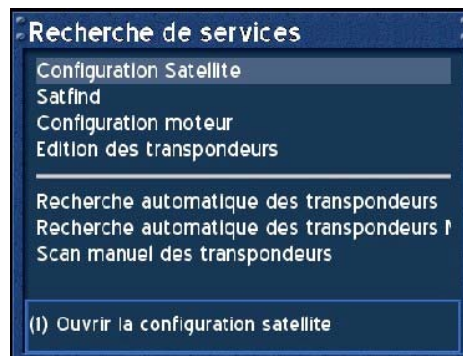 Recherche de services
Configuration Satellite
Satfind
Configuration moteur
Edition des transpondeurs
Recherche automatique des transpondeurs
Recherche automatique des transpondeurs
Scan manuel des transpondeurs
(1) Ouvrir la configuration satellite